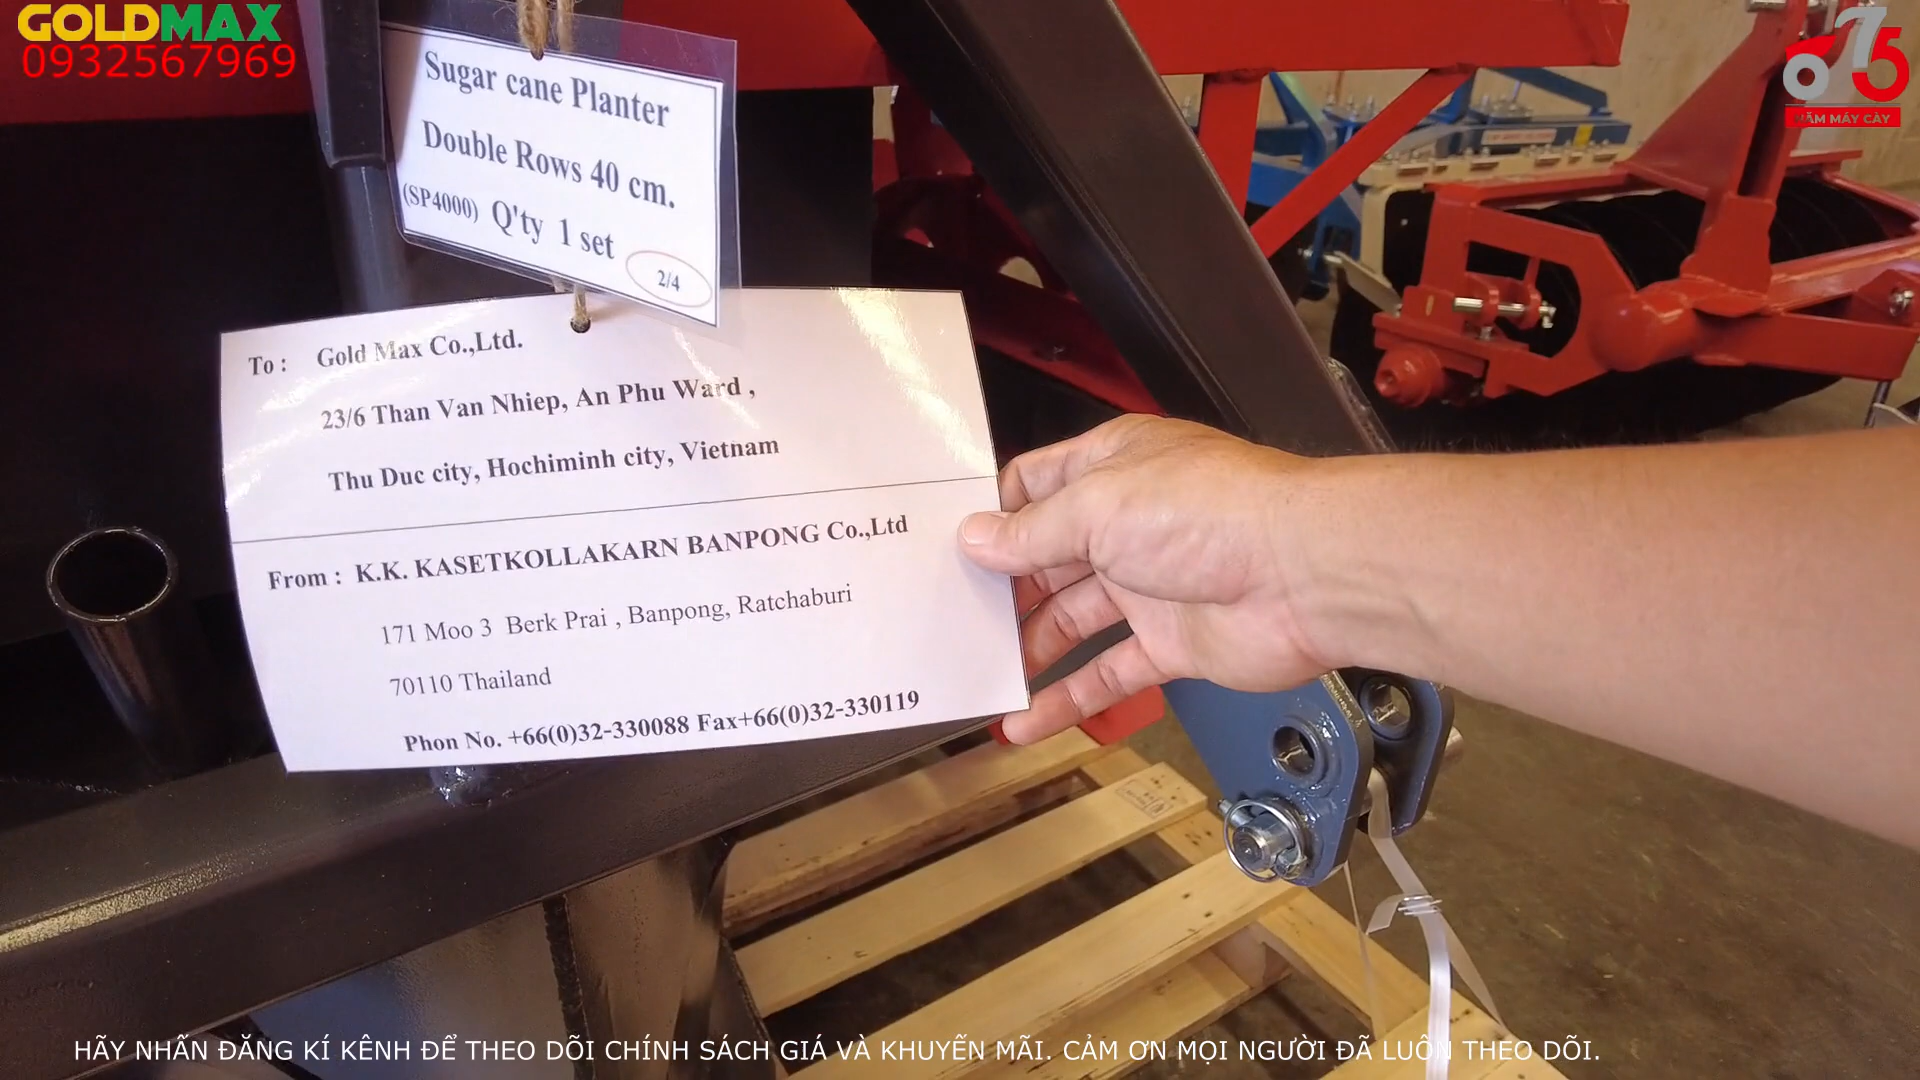 GOLDMAX
0932567969
75
NĂM MÁY CÀY
Sugar cane Planter
Double Rows 40 cm.
(SP4000) Q'ty 1 set
2/4
To : Gold Max Co.,Ltd.
23/6 Than Van Nhiep, An Phu Ward ,
Thu Duc city, Hochiminh city, Vietnam
From : K.K. KASETKOLLAKARN BANPONG Co.,Ltd
171 Moo 3 Berk Prai , Banpong, Ratchaburi
70110 Thailand
Phon No. +66(0)32-330088 Fax+66(0)32-330119
HÃY NHẤN ĐĂNG KÍ KÊNH ĐỂ THEO DÕI CHÍNH SÁCH GIÁ VÀ KHUYẾN MÃI. CẢM ƠN MỌI NGƯỜI ĐÃ LUÔN THEO DÕI.